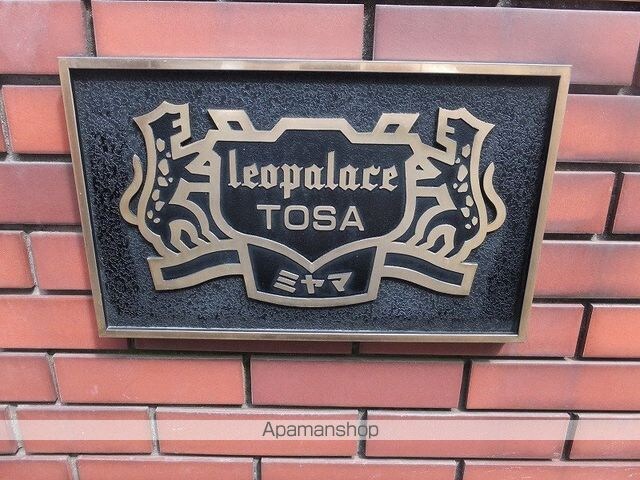 leopalace
TOSA
ミヤマ
Apamanshop